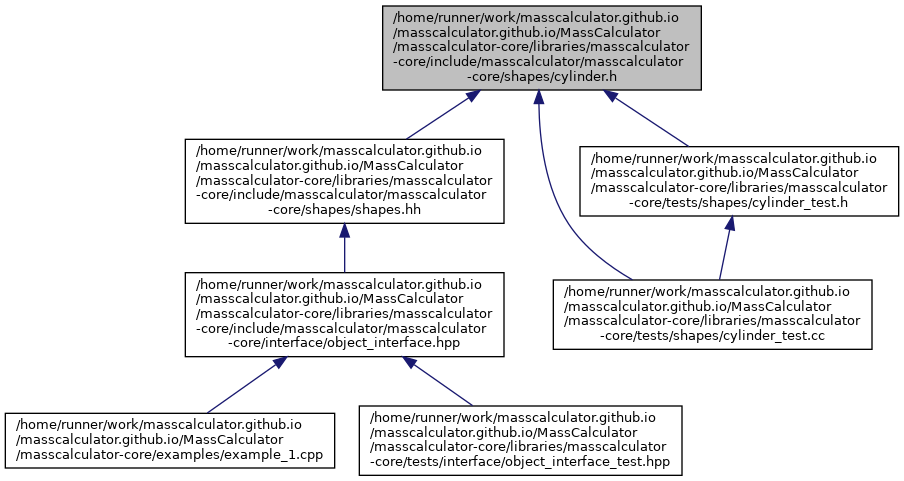 /home/runner/work/masscalculator.github.io
/masscalculator.github.io/MassCalculator
/masscalculator-core/libraries/masscalculator
-core/include/masscalculator/masscalculator
-core/shapes/cylinder.h
/home/runner/work/masscalculator.github.io
/masscalculator.github.io/MassCalculator
/masscalculator-core/libraries/masscalculator
-core/include/masscalculator/masscalculator
-core/shapes/shapes.hh
/home/runner/work/masscalculator.github.io
/masscalculator.github.io/MassCalculator
/masscalculator-core/libraries/masscalculator
-core/tests/shapes/cylinder_test.h
/home/runner/work/masscalculator.github.io
/masscalculator.github.io/MassCalculator
/masscalculator-core/libraries/masscalculator
-core/include/masscalculator/masscalculator
-core/interface/object_interface.hpp
/home/runner/work/masscalculator.github.io
/masscalculator.github.io/MassCalculator
/masscalculator-core/libraries/masscalculator
-core/tests/shapes/cylinder_test.cc
/home/runner/work/masscalculator.github.io
/masscalculator.github.io/MassCalculator
/masscalculator-core/examples/example_1.cpp
/home/runner/work/masscalculator.github.io
/masscalculator.github.io/MassCalculator
/masscalculator-core/libraries/masscalculator
-core/tests/interface/object_interface_test.hpp